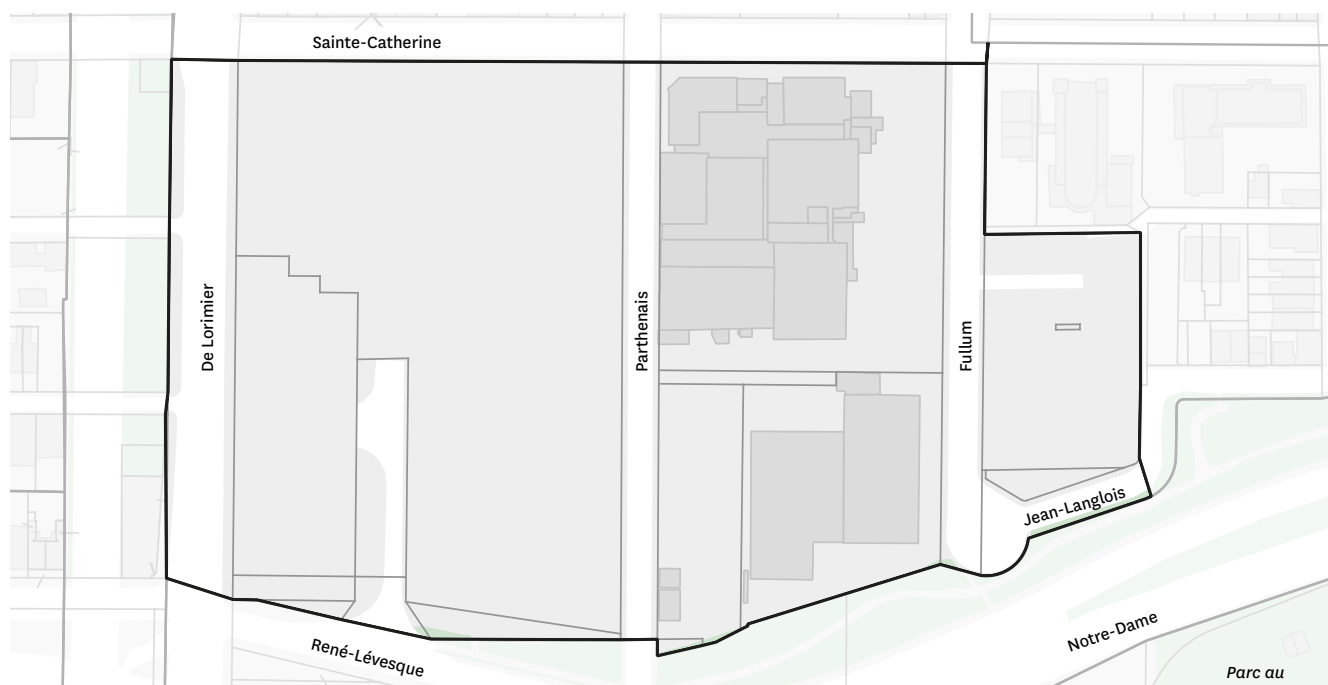 Sainte-Catherine
De Lorimier
Parthenais
Fullum
Jean-Langlois
Notre-Dame
René-Lévesque
Parc au